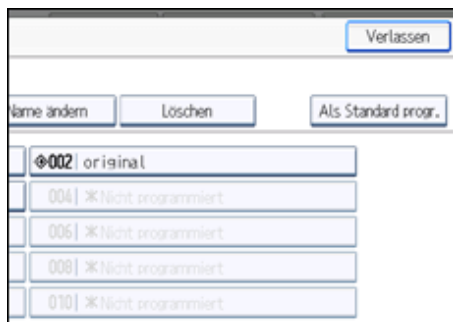 Verlassen
Name ändern Löschen Als Standard progr.
002 original
004 Nicht programmiert
006 Nicht programmiert
008 Nicht programmiert
010 Nicht programmiert